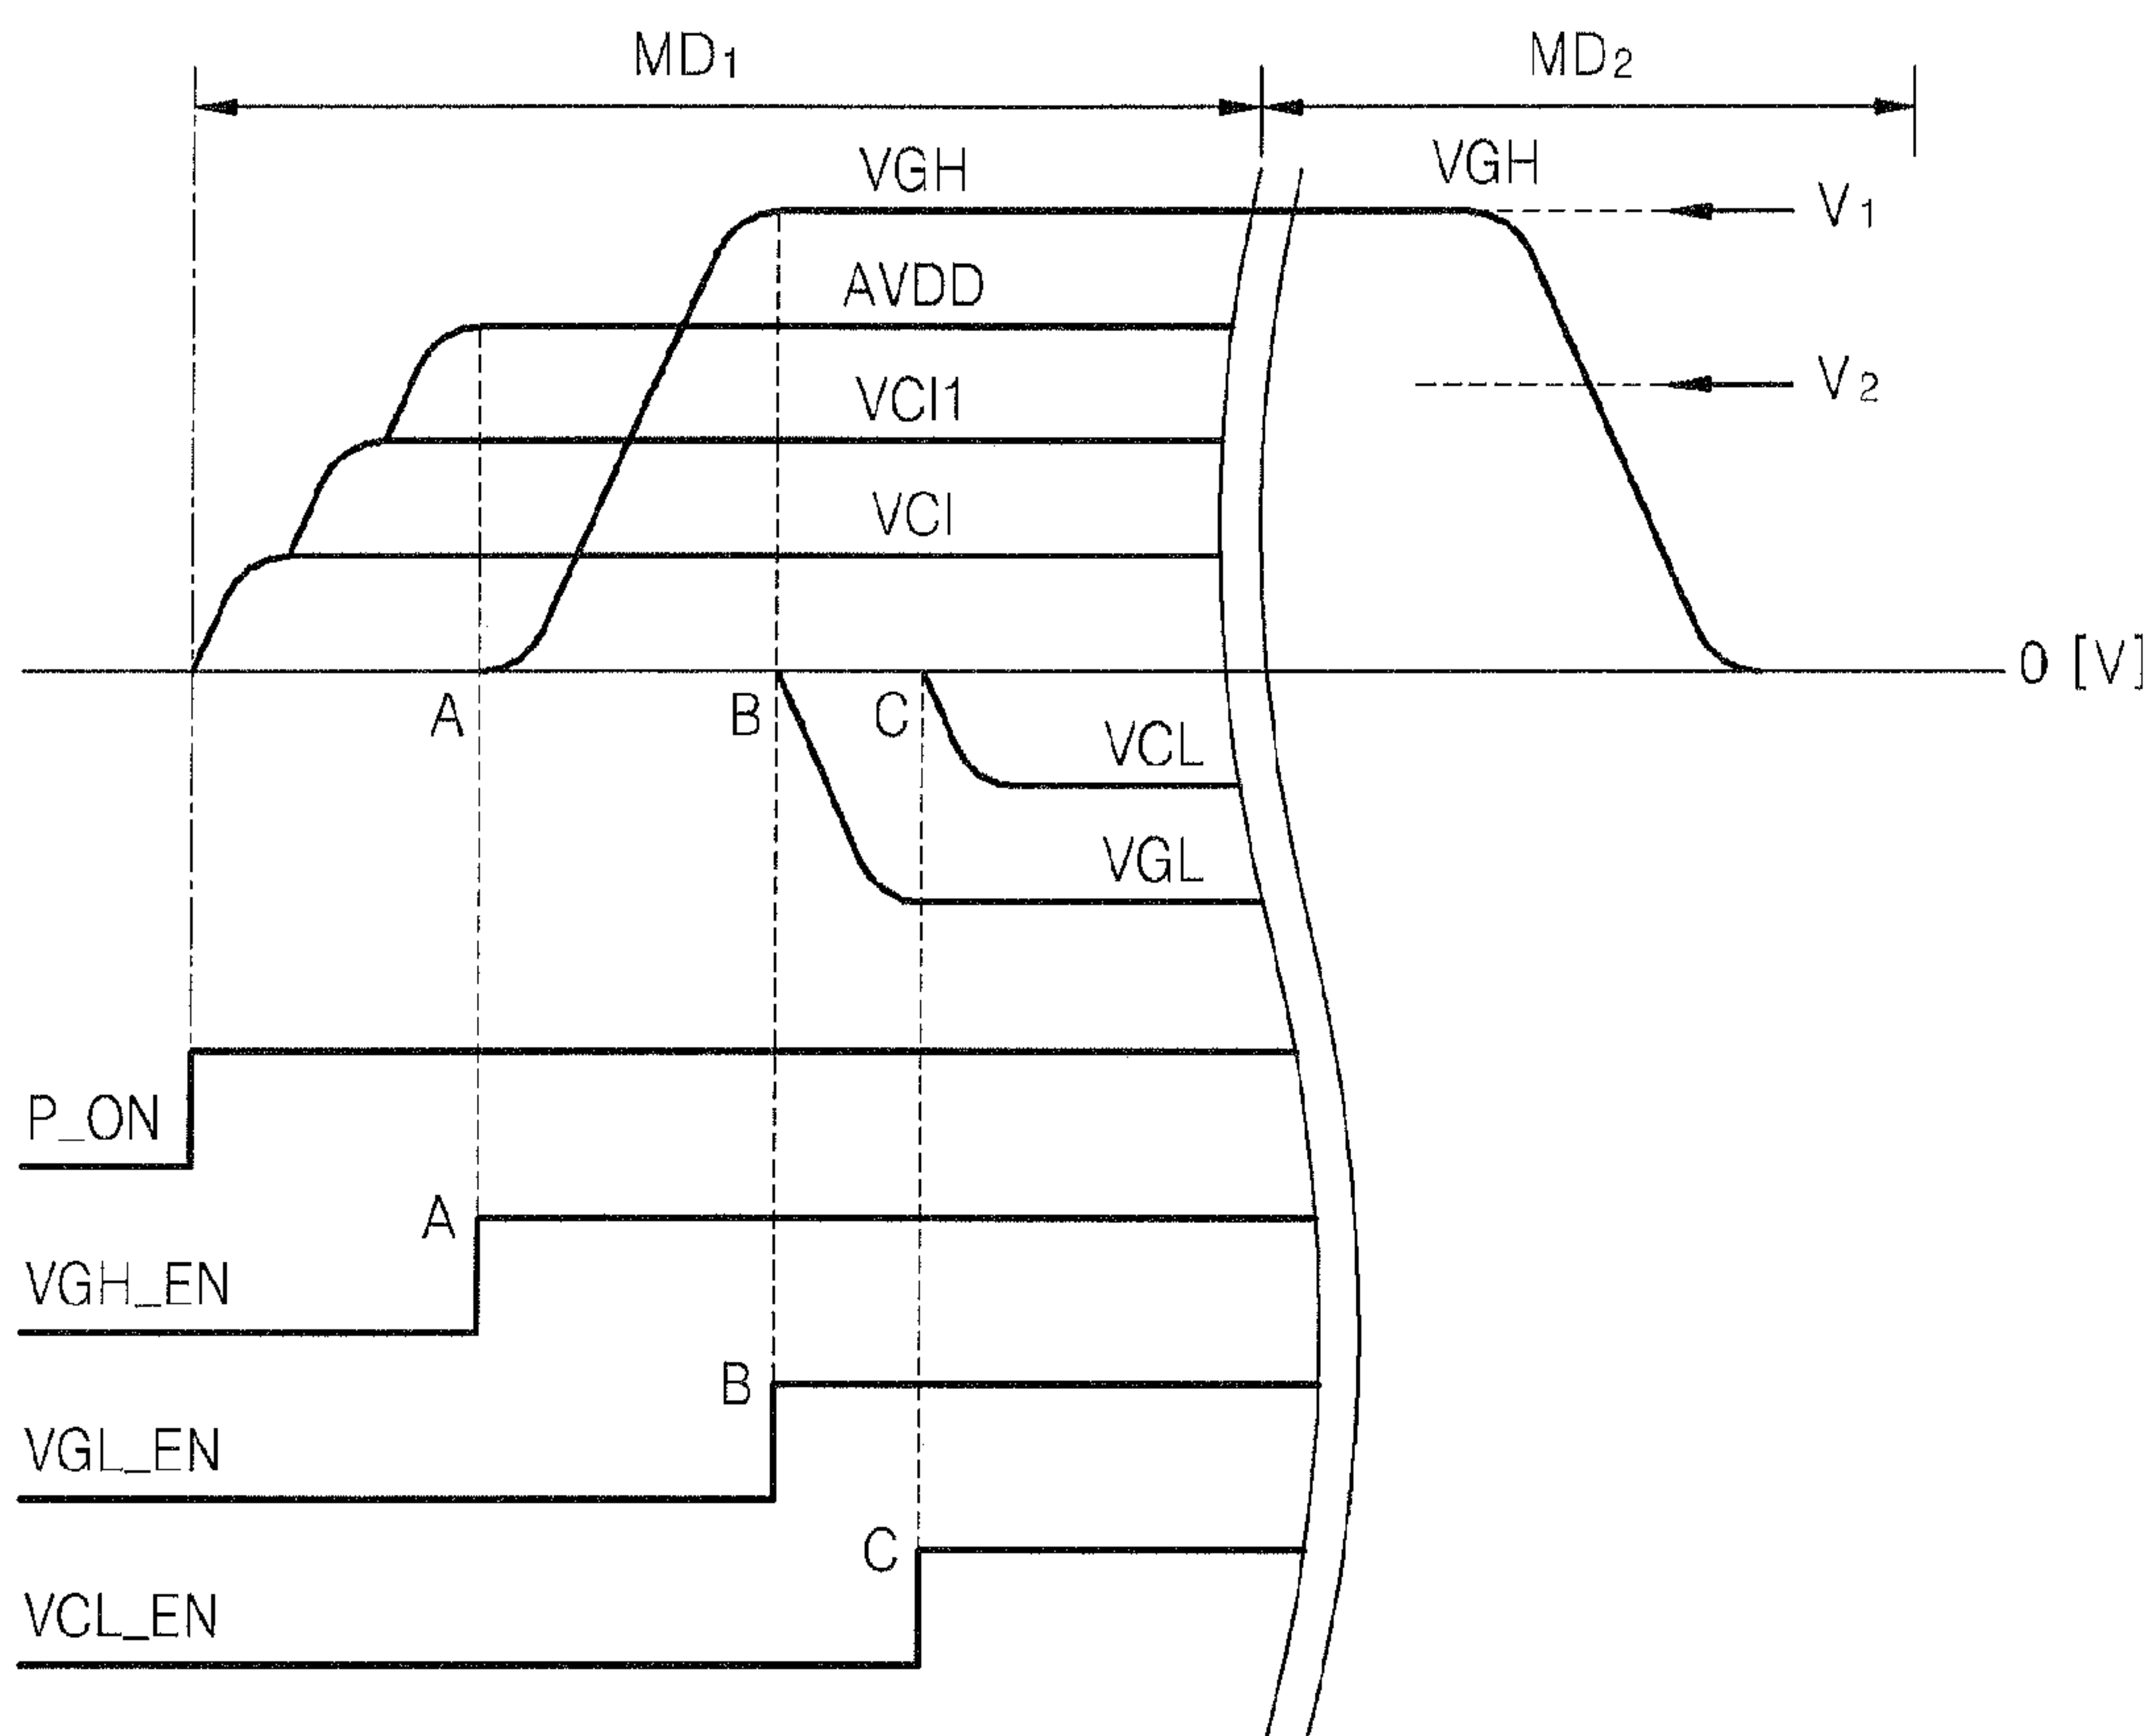 MD1 MD2
VGH VGH
V1
AVDD
V2
VCI1
VCI
0 [V]
A B C
VCL
VGL
P_ON
A
VGH_EN
B
VGL_EN
C
VCL_EN